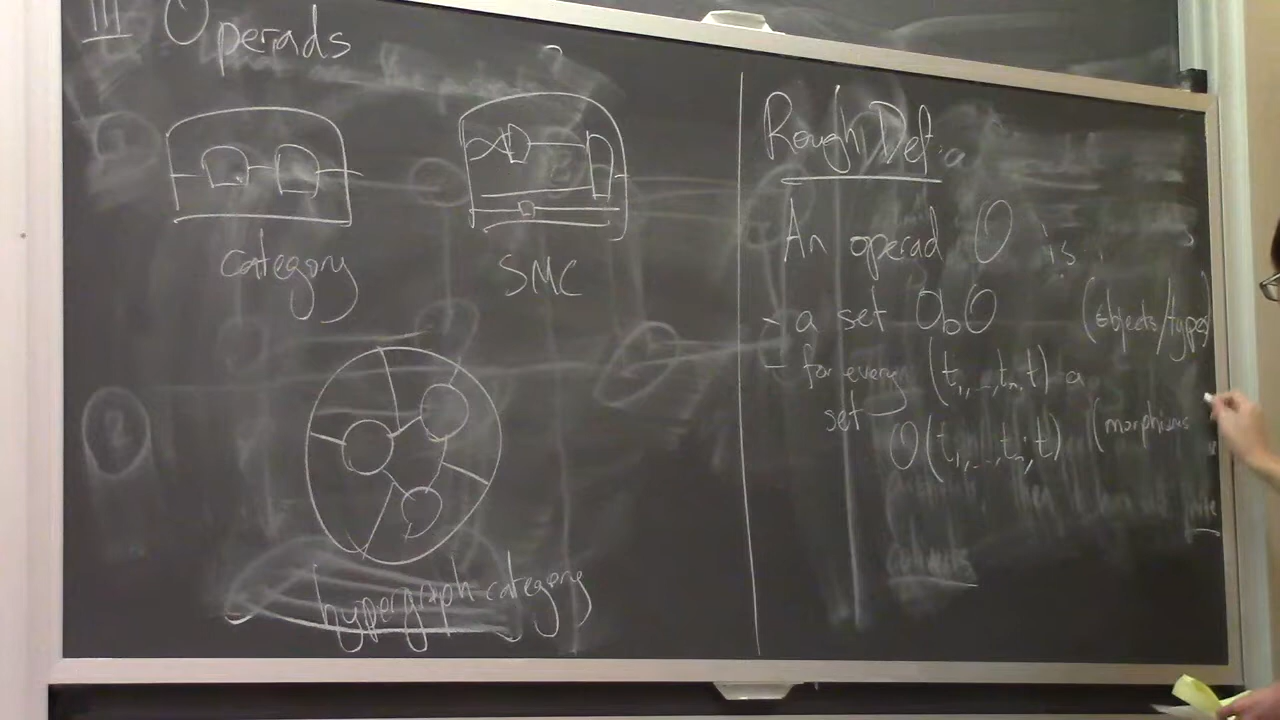 III Operads
category
SMC
hypergraph category
Rough Def:
An operad O is
- a set Ob O (objects/types)
- for every (t₁,...,tₙ,t) a
set
O(t₁,...,tₙ;t) (morphisms